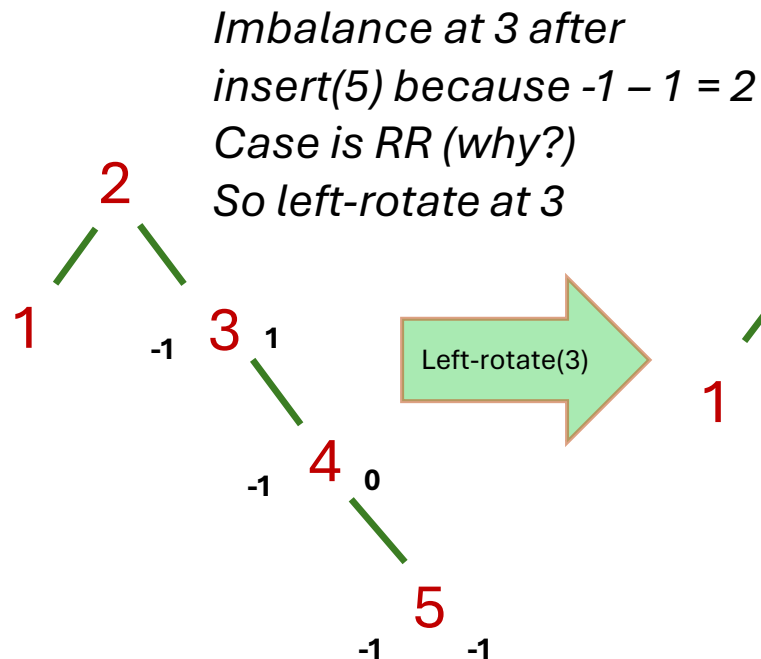 Imbalance at 3 after
insert(5) because -1 – 1 = 2
Case is RR (why?)
So left-rotate at 3
2
1
-1 3 1
Left-rotate(3)
1
-1 4 0
5
-1 -1